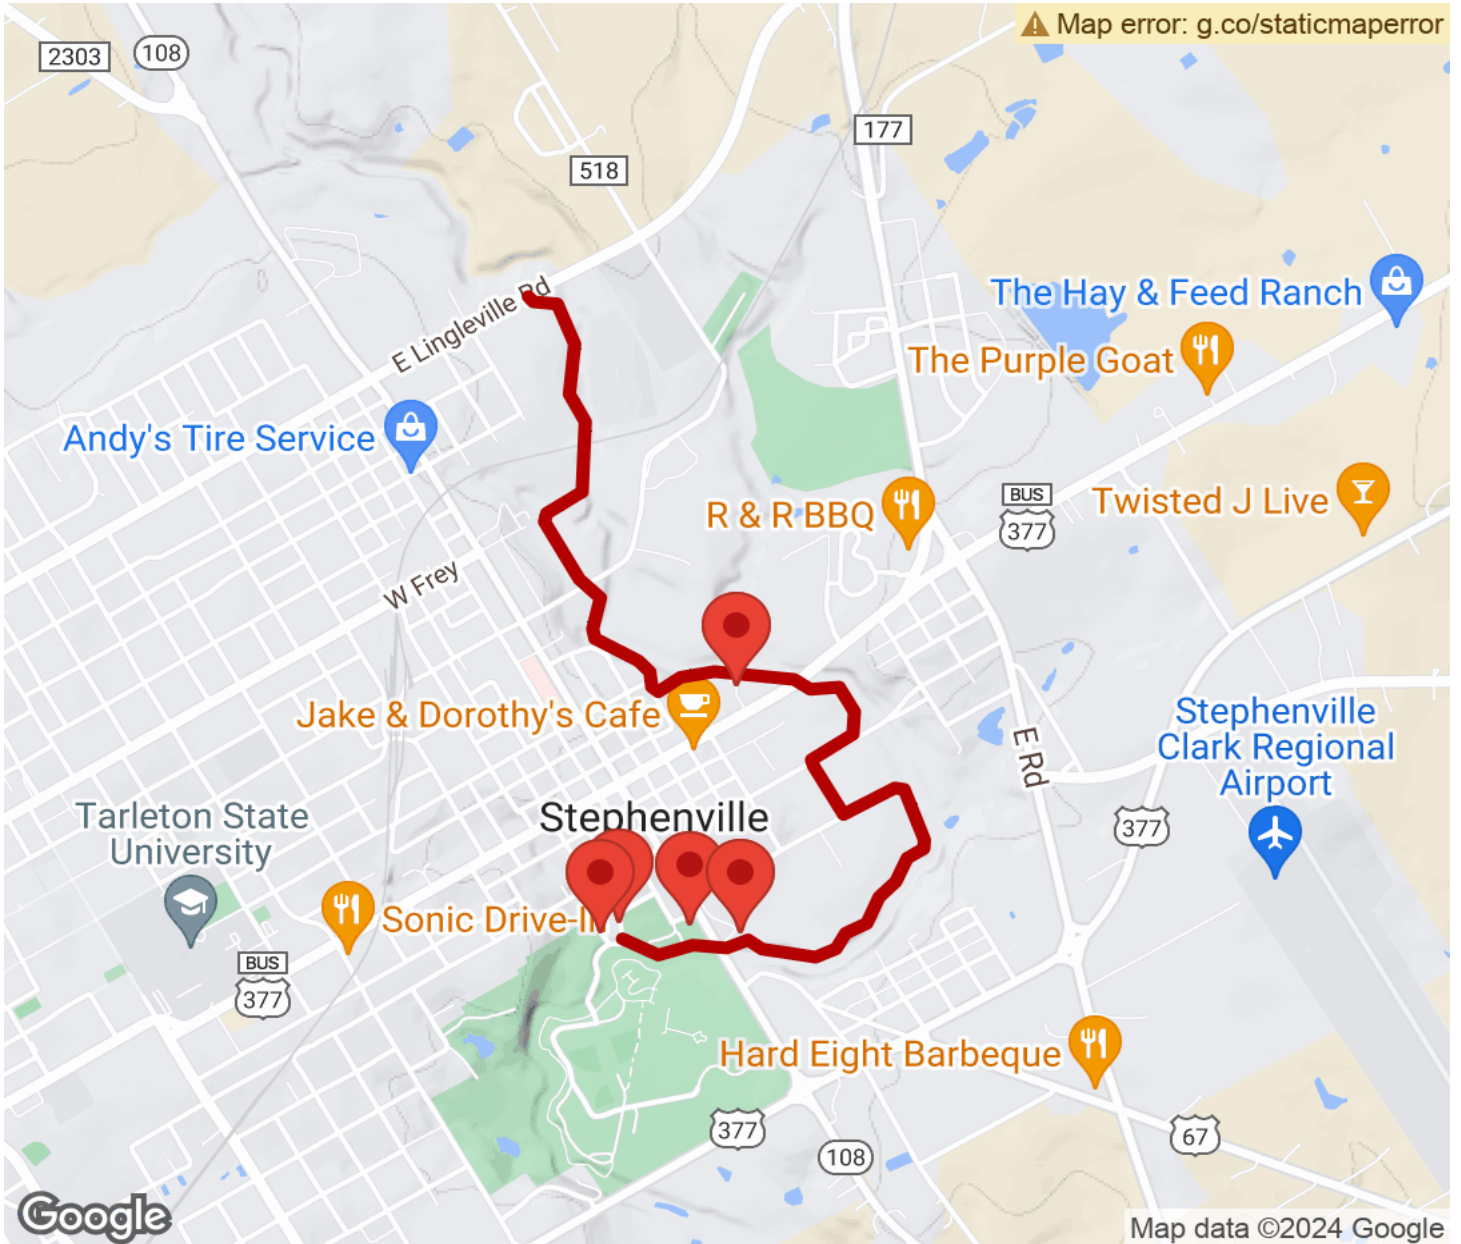 Map error: g.co/staticmaperror
2303
108
177
518
E Lingleville Rd
The Hay & Feed Ranch
The Purple Goat
Andy's Tire Service
R & R BBQ
BUS
377
Twisted J Live
W Frey
Jake & Dorothy's Cafe
E Rd
Stephenville
Clark Regional
Airport
Stephenville
Tarleton State
University
377
Sonic Drive-In
BUS
377
Hard Eight Barbeque
377
108
67
Google
Map data ©2024 Google